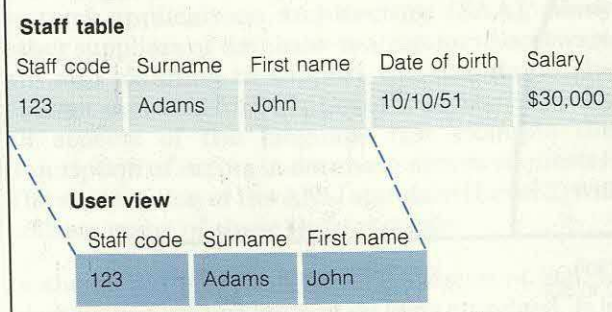 Staff table
Staff code Surname First name Date of birth Salary
123 Adams John 10/10/51 $30,000
User view
Staff code Surname First name
123 Adams John